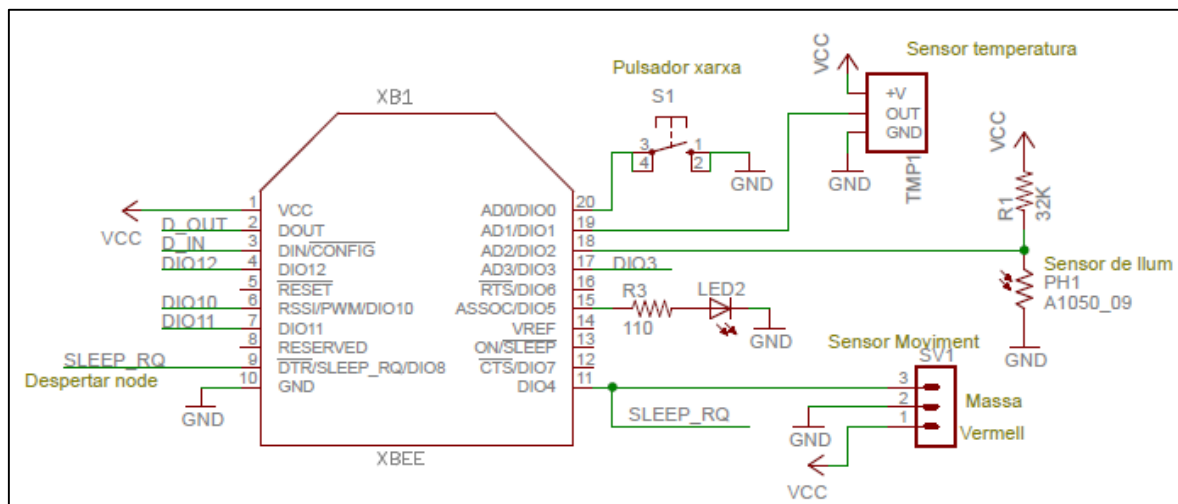 Sensor temperatura
VCC
Pulsador xarxa
S1
+V
OUT
GND
TMP1
GND
3
4
1
2
GND
VCC
R1
32K
Sensor de llum
PH1
A1050_09
GND
XB1
1 VCC
2 DOUT
3 DIN/CONFIG
4 DIO12
5 RESET
6 RSSI/PWM/DIO10
7 DIO11
8 RESERVED
9 DTR/SLEEP_RQ/DIO8
10 GND
AD0/DIO0 20
AD1/DIO1 19
AD2/DIO2 18
AD3/DIO3 17
RTS/DIO6 16
ASSOC/DIO5 15
VREF 14
ON/SLEEP 13
CTS/DIO7 12
DIO4 11
XBEE
VCC
D_OUT
D_IN
DIO12
DIO10
DIO11
SLEEP_RQ
Despertar node
GND
DIO3
R3
110
LED2
GND
SLEEP_RQ
Sensor Moviment
SV1
3
2
1
Massa
Vermell
GND
VCC